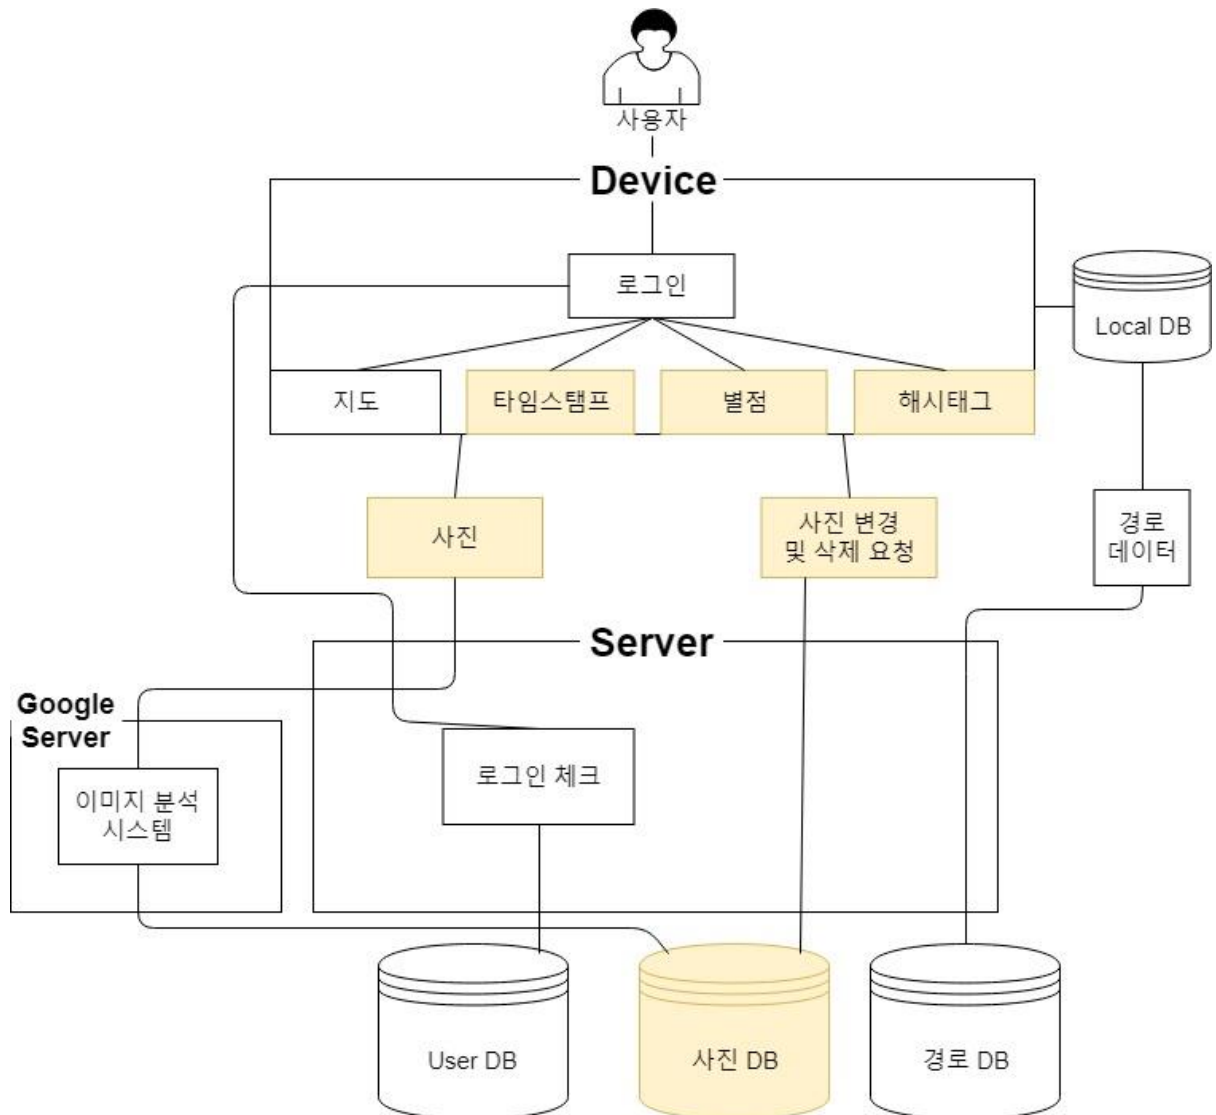 사용자
Device
로그인
Local DB
지도
타임스탬프
별점
해시태그
사진
사진 변경
및 삭제 요청
경로
데이터
Server
Google
Server
로그인 체크
이미지 분석
시스템
User DB
사진 DB
경로 DB